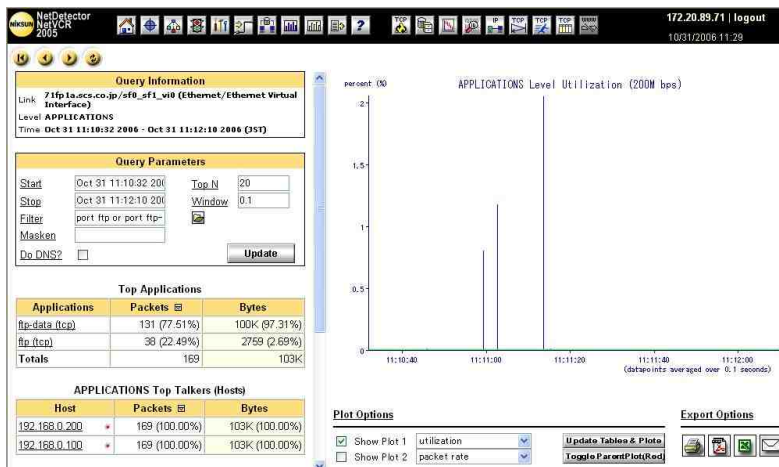 NIKSUN
NetDetector
NetVCR
2005
TCP
IP
TCP
TCP
TCP
172.20.89.71 | logout
10/31/2006 11:29
Query Information
Link 71fp1a.scs.co.jp/sf0_sf1_vi0 (Ethernet/Ethernet Virtual Interface)
Level APPLICATIONS
Time Oct 31 11:10:32 2006 - Oct 31 11:12:10 2006 (JST)
Query Parameters
Start Oct 31 11:10:32 200 Top N 20
Stop Oct 31 11:12:10 200 Window 0.1
Filter port ftp or port ftp-
Masken
Do DNS? Update
Top Applications
Applications Packets Bytes
ftp-data (tcp) 131 (77.51%) 100K (97.31%)
ftp (tcp) 38 (22.49%) 2759 (2.69%)
Totals 169 103K
APPLICATIONS Top Talkers (Hosts)
Host Packets Bytes
192.168.0.200 * 169 (100.00%) 103K (100.00%)
192.168.0.100 * 169 (100.00%) 103K (100.00%)
percent (%)
APPLICATIONS Level Utilization (200M bps)
2
1.5
1
0.5
0
11:10:40 11:11:00 11:11:20 11:11:40 11:12:00
(datapoints averaged over 0.1 seconds)
Plot Options
Export Options
Show Plot 1 utilization
Update Tables & Plots
Show Plot 2 packet rate
Toggle ParentPlot(Red)